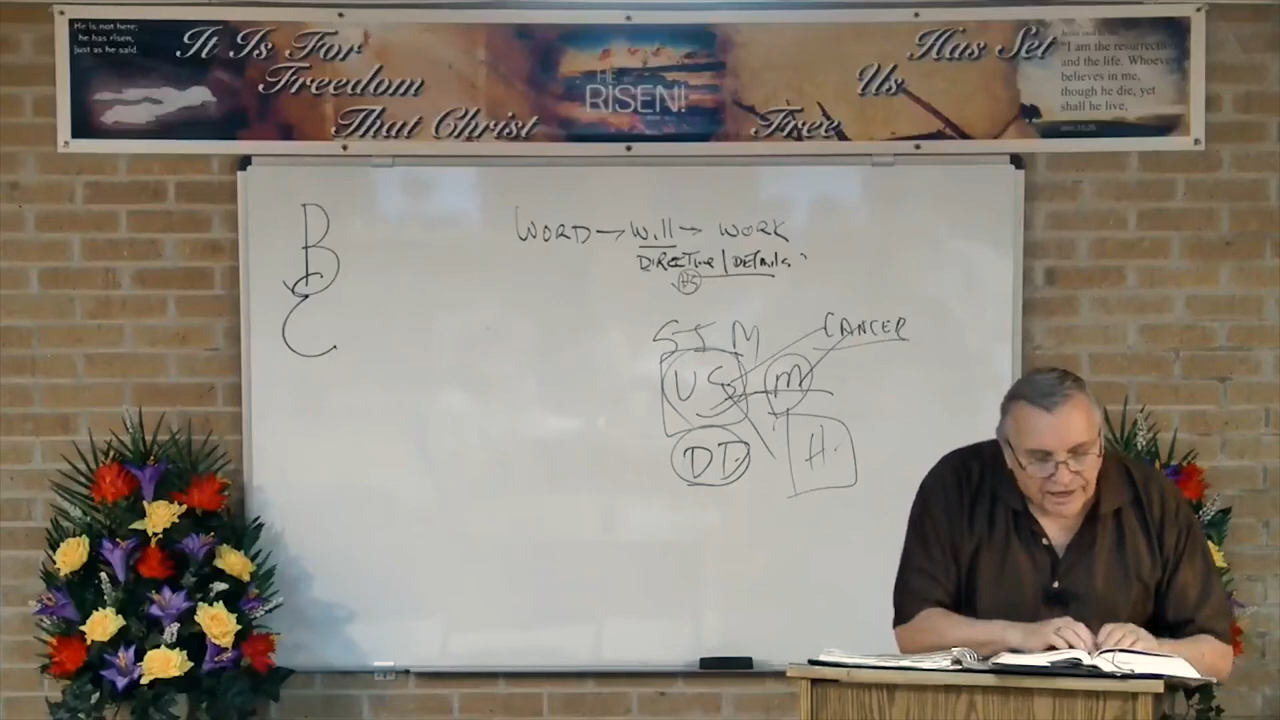 He is not here;
he has risen,
just as he said.
It Is For
Freedom
That Christ
HE
RISEN!
Has Set
Us
Free
"I am the resurrection
and the life. Whoever
believes in me,
though he die, yet
shall he live,
B
C
WORD → Will → WORK
DIRECTIVE / DETAILS
HS
S J M
CANCER
US
M
DD
H